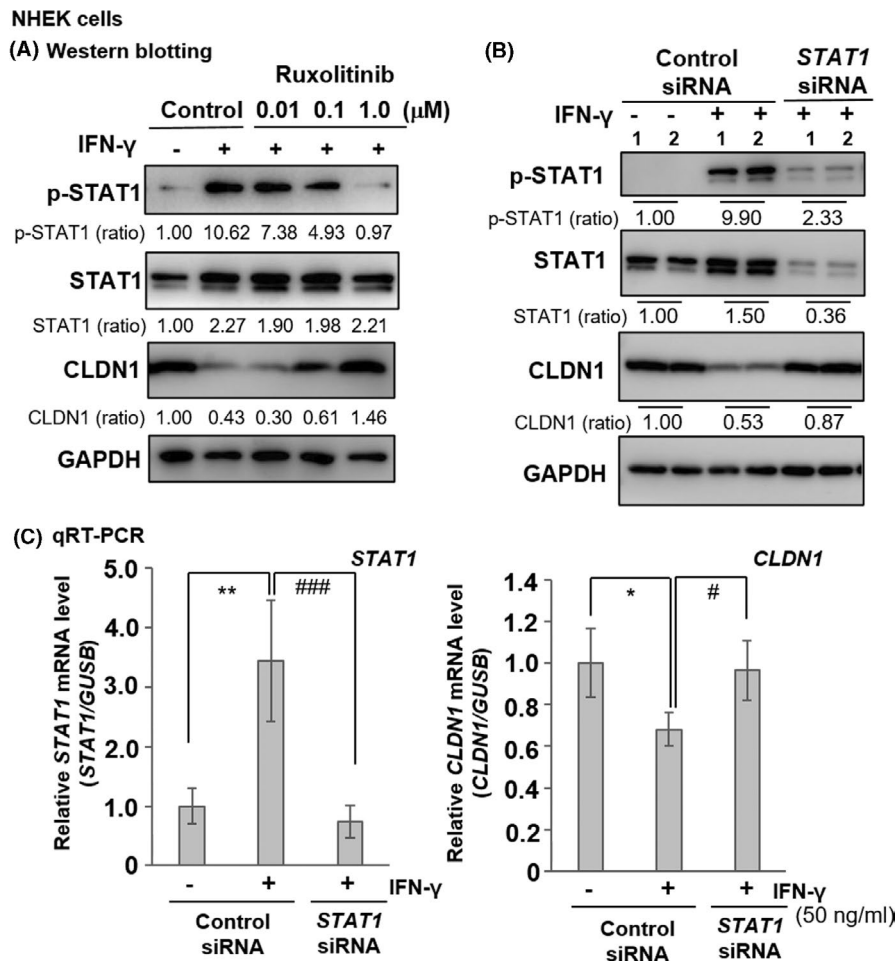 NHEK cells
(A) Western blotting
Ruxolitinib
Control 0.01 0.1 1.0 (μM)
IFN-γ - + + + +
p-STAT1
p-STAT1 (ratio) 1.00 10.62 7.38 4.93 0.97
STAT1
STAT1 (ratio) 1.00 2.27 1.90 1.98 2.21
CLDN1
CLDN1 (ratio) 1.00 0.43 0.30 0.61 1.46
GAPDH
(B)
Control siRNA
STAT1 siRNA
IFN-γ - - + + + +
1 2 1 2 1 2
p-STAT1
p-STAT1 (ratio) 1.00 9.90 2.33
STAT1
STAT1 (ratio) 1.00 1.50 0.36
CLDN1
CLDN1 (ratio) 1.00 0.53 0.87
GAPDH
(C) qRT-PCR
STAT1
** ###
Relative STAT1 mRNA level
(STAT1/GUSB)
5.0
4.0
3.0
2.0
1.0
0
- + + IFN-γ
Control siRNA
STAT1 siRNA
CLDN1
* #
Relative CLDN1 mRNA level
(CLDN1/GUSB)
1.4
1.2
1.0
0.8
0.6
0.4
0.2
0
- + + IFN-γ
(50 ng/ml)
Control siRNA
STAT1 siRNA